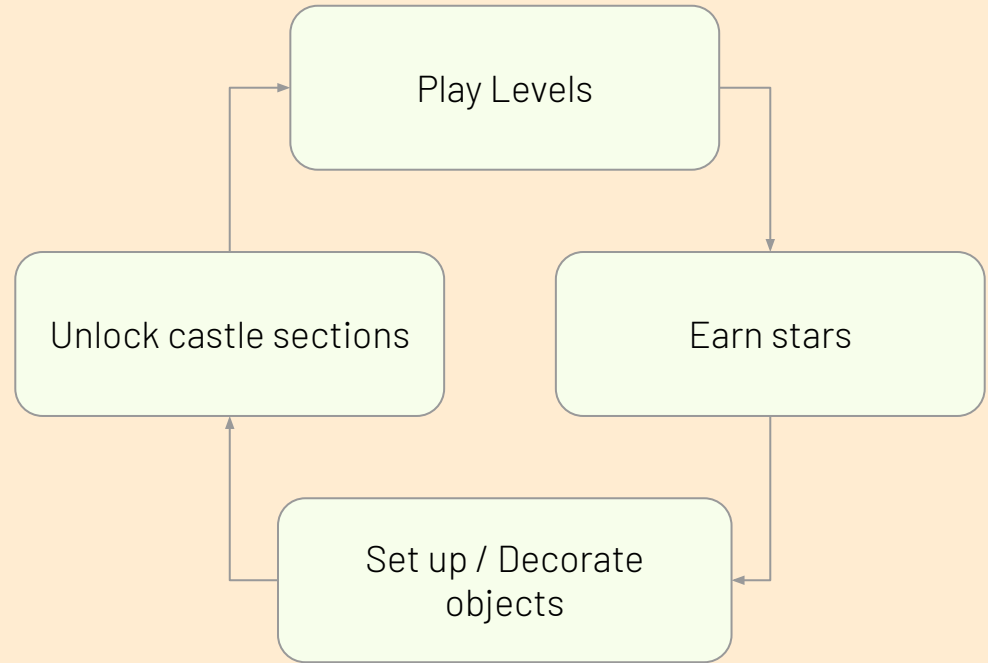 Play Levels
Unlock castle sections
Earn stars
Set up / Decorate
objects